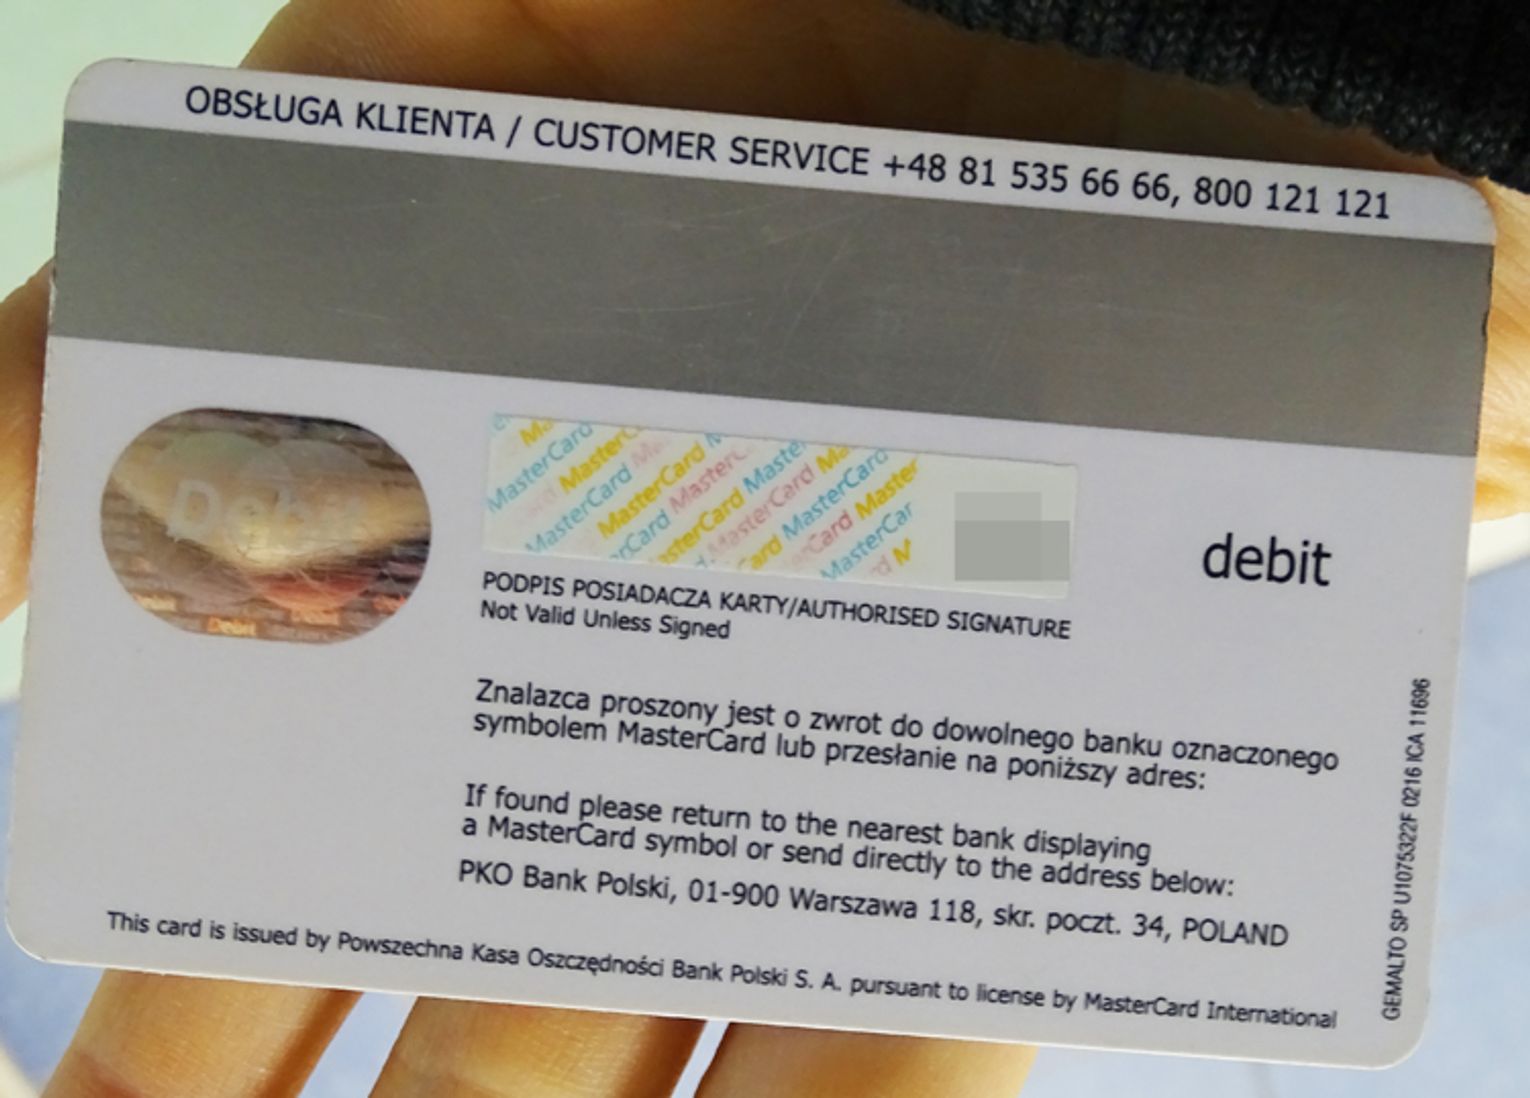 OBSŁUGA KLIENTA / CUSTOMER SERVICE +48 81 535 66 66, 800 121 121
Debit
MasterCard MasterCard MasterCard
debit
PODPIS POSIADACZA KARTY/AUTHORISED SIGNATURE
Not Valid Unless Signed
Znalazca proszony jest o zwrot do dowolnego banku oznaczonego
symbolem MasterCard lub przesłanie na poniższy adres:
If found please return to the nearest bank displaying
a MasterCard symbol or send directly to the address below:
PKO Bank Polski, 01-900 Warszawa 118, skr. poczt. 34, POLAND
This card is issued by Powszechna Kasa Oszczędności Bank Polski S. A. pursuant to license by MasterCard International
GEMALTO SP U1075322F 0216 ICA 11696